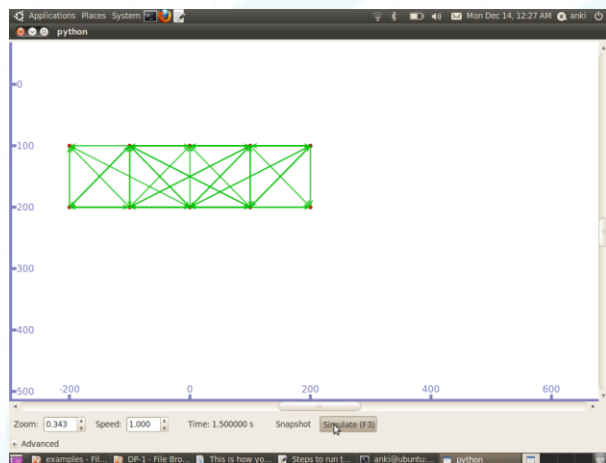 Applications Places System Mon Dec 14, 12:27 AM anki
python
0
100
200
300
400
500 -200 0 200 400 600
Zoom: 0.343 Speed: 1.000 Time: 1.500000 s Snapshot Simulate (F3)
+ Advanced
examples - Fil... DP-1 - File Bro... This is how yo... Steps to run t... anki@ubuntu:... python